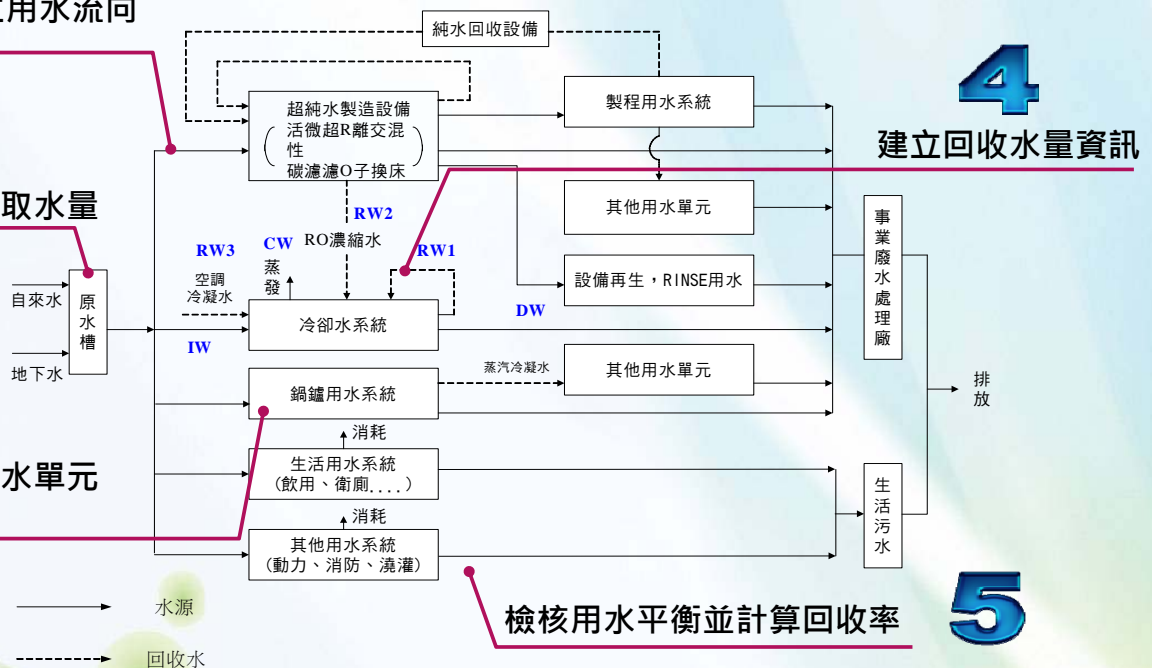 用水流向
純水回收設備
4
建立回收水量資訊
超純水製造設備
活微超R離交混
性
碳濾濾O子換床
製程用水系統
取水量
其他用水單元
RW2
RO濃縮水
RW3
CW
RW1
空調
冷凝水
蒸
發
設備再生，RINSE用水
事
業
廢
水
處
理
廠
自來水
原
水
槽
地下水
冷卻水系統
IW
DW
蒸汽冷凝水
其他用水單元
鍋鑪用水系統
排
放
消耗
水單元
生活用水系統
(飲用、衛廁....)
消耗
其他用水系統
(動力、消防、澆灌)
生
活
污
水
檢核用水平衡並計算回收率
5
水源
回收水